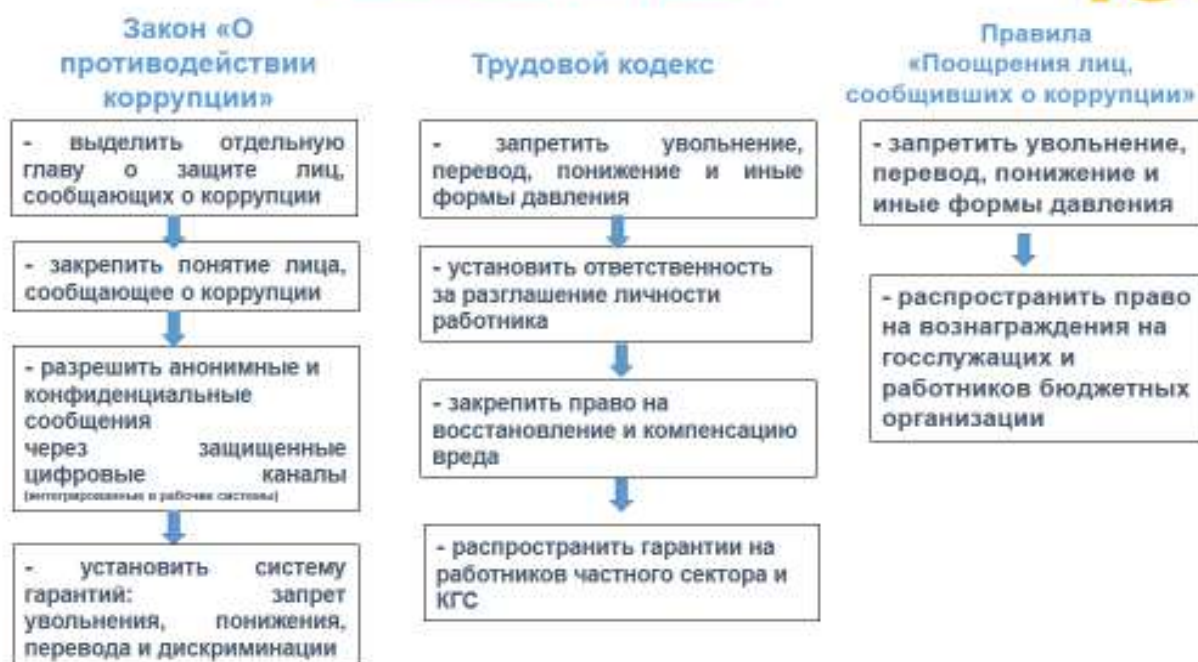 Закон «О
противодействии
коррупции»
- выделить отдельную
главу о защите лиц,
сообщающих о коррупции
- закрепить понятие лица,
сообщающее о коррупции
- разрешить анонимные и
конфиденциальные
сообщения
через защищенные
цифровые каналы
(интегрированные в рабочие системы)
- установить систему
гарантий: запрет
увольнения, понижения,
перевода и дискриминации
Трудовой кодекс
- запретить увольнение,
перевод, понижение и иные
формы давления
- установить ответственность
за разглашение личности
работника
- закрепить право на
восстановление и компенсацию
вреда
- распространить гарантии на
работников частного сектора и
КГС
Правила
«Поощрения лиц,
сообщивших о коррупции»
- запретить увольнение,
перевод, понижение и
иные формы давления
- распространить право
на вознаграждения на
госслужащих и
работников бюджетных
организации